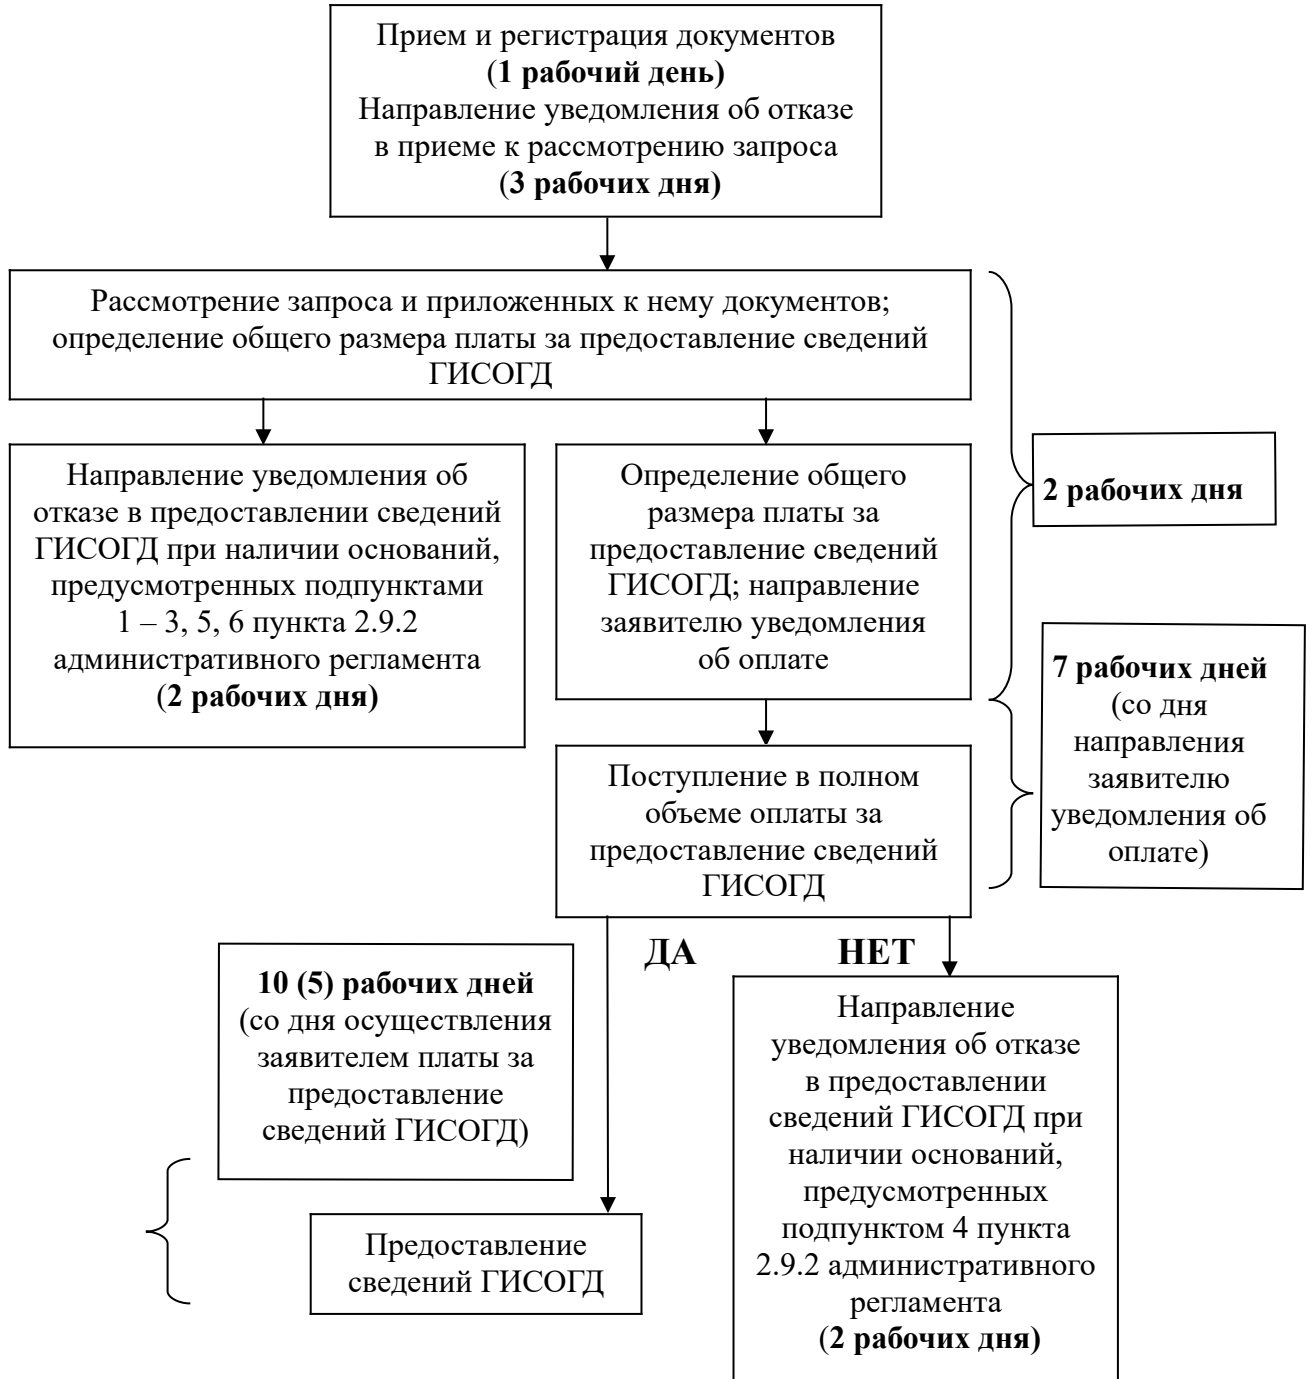 Прием и регистрация документов
(1 рабочий день)
Направление уведомления об отказе
в приеме к рассмотрению запроса
(3 рабочих дня)
Рассмотрение запроса и приложенных к нему документов;
определение общего размера платы за предоставление сведений
ГИСОГД
Направление уведомления об
отказе в предоставлении сведений
ГИСОГД при наличии оснований,
предусмотренных подпунктами
1 – 3, 5, 6 пункта 2.9.2
административного регламента
(2 рабочих дня)
Определение общего
размера платы за
предоставление сведений
ГИСОГД; направление
заявителю уведомления
об оплате
2 рабочих дня
7 рабочих дней
(со дня
направления
заявителю
уведомления об
оплате)
Поступление в полном
объеме оплаты за
предоставление сведений
ГИСОГД
ДА
НЕТ
10 (5) рабочих дней
(со дня осуществления
заявителем платы за
предоставление
сведений ГИСОГД)
Предоставление
сведений ГИСОГД
Направление
уведомления об отказе
в предоставлении
сведений ГИСОГД при
наличии оснований,
предусмотренных
подпунктом 4 пункта
2.9.2 административного
регламента
(2 рабочих дня)